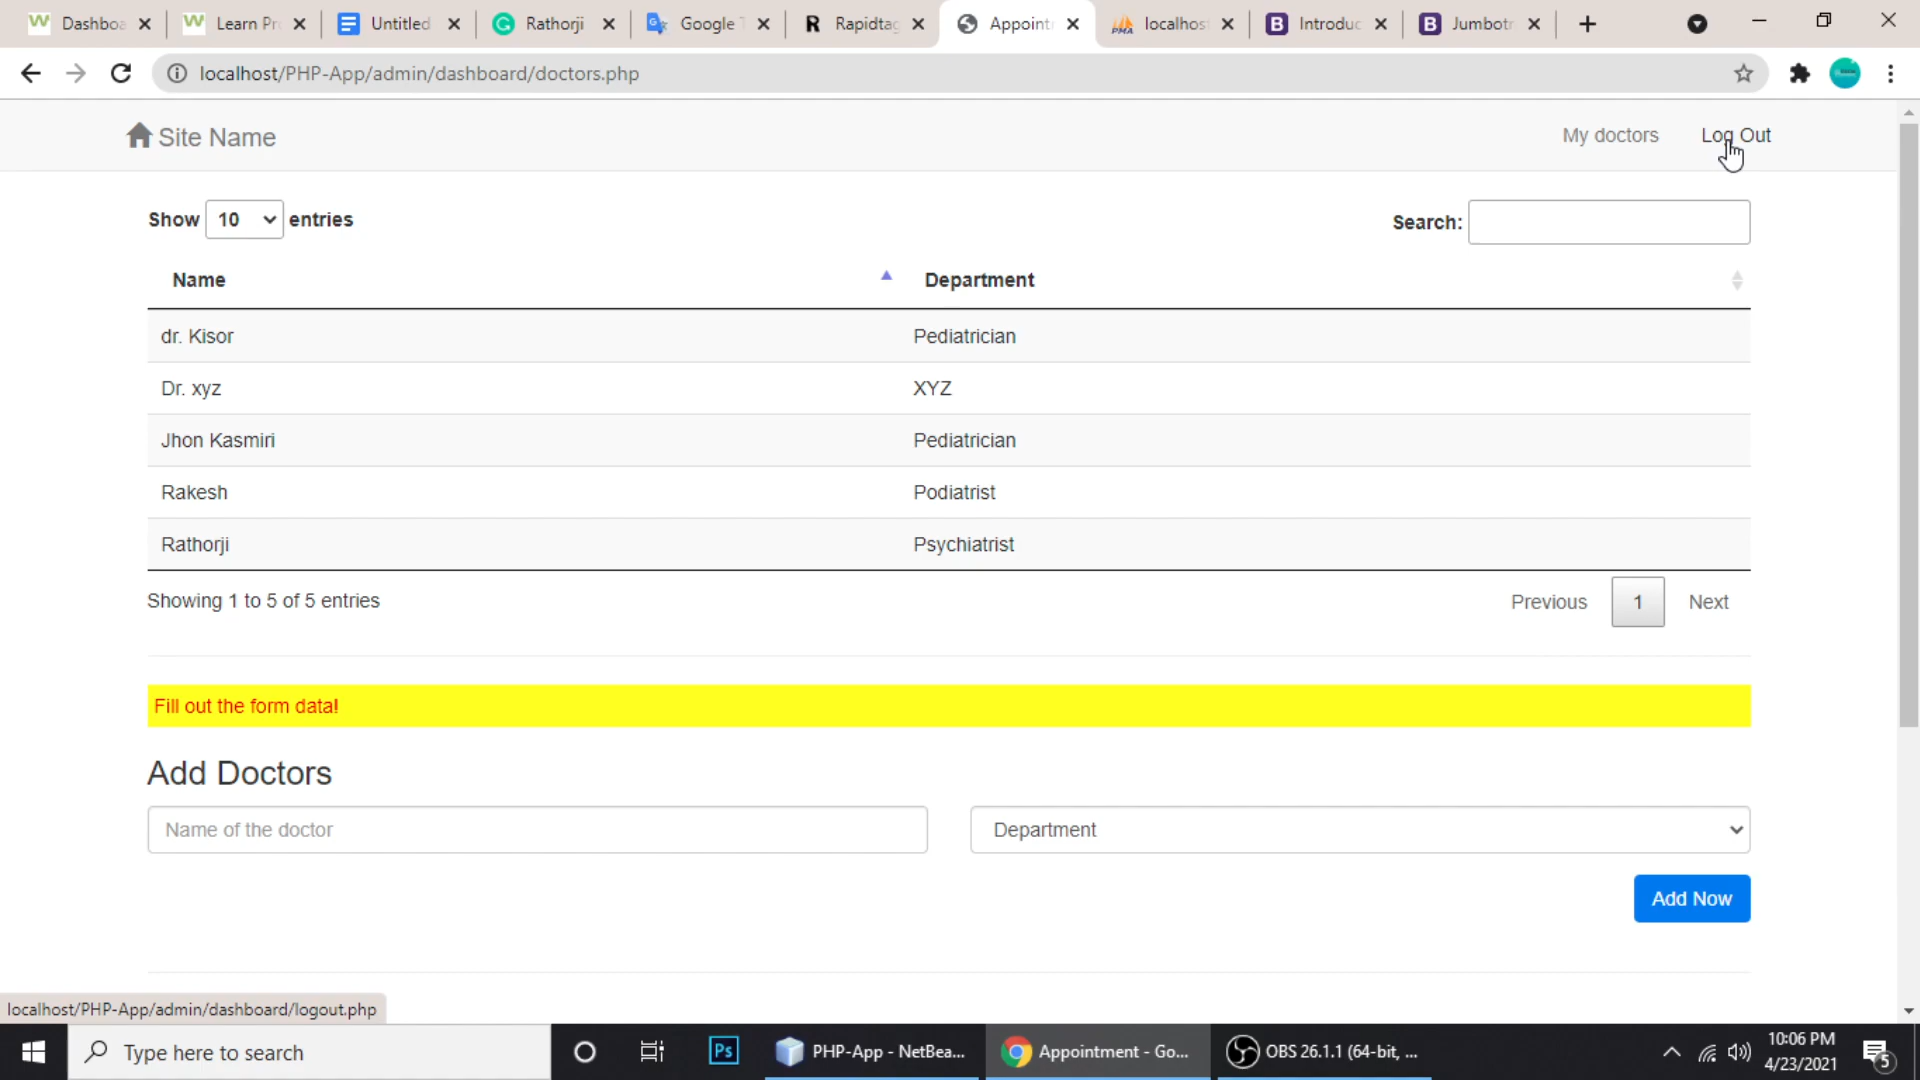 Dashboa
Learn Pr
Untitled
Rathorji
Google T
Rapidtag
Appoint
localhost
Introduc
Jumbotr
localhost/PHP-App/admin/dashboard/doctors.php
Site Name
My doctors
Log Out
Show 10 entries
Search:
Name Department
dr. Kisor Pediatrician
Dr. xyz XYZ
Jhon Kasmiri Pediatrician
Rakesh Podiatrist
Rathorji Psychiatrist
Showing 1 to 5 of 5 entries
Previous 1 Next
Fill out the form data!
Add Doctors
Name of the doctor
Department
Add Now
localhost/PHP-App/admin/dashboard/logout.php
Type here to search
Ps
PHP-App - NetBea...
Appointment - Go...
OBS 26.1.1 (64-bit, ...
10:06 PM
4/23/2021
5